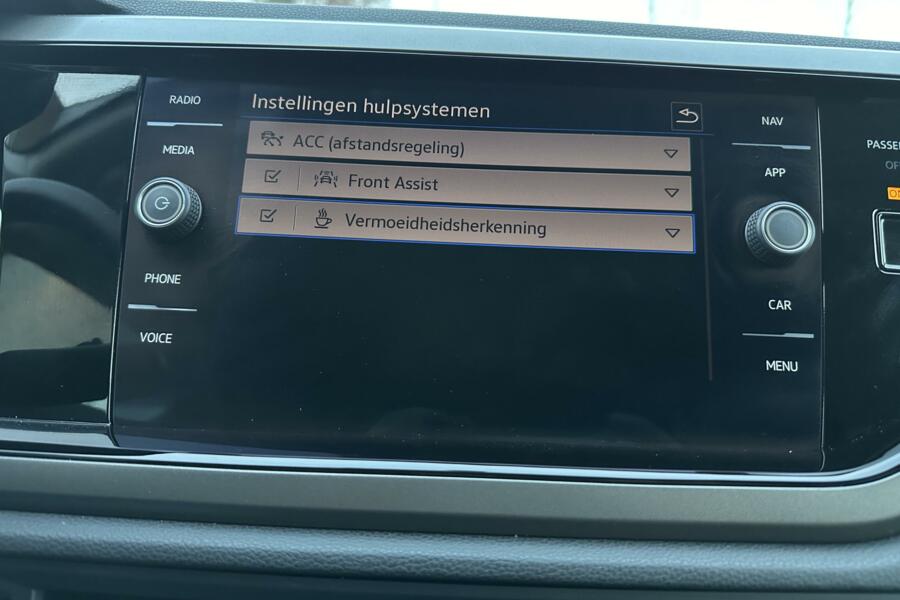 RADIO
MEDIA
PHONE
VOICE
Instellingen hulpsystemen
ACC (afstandsregeling)
Front Assist
Vermoeidheidsherkenning
NAV
APP
CAR
MENU